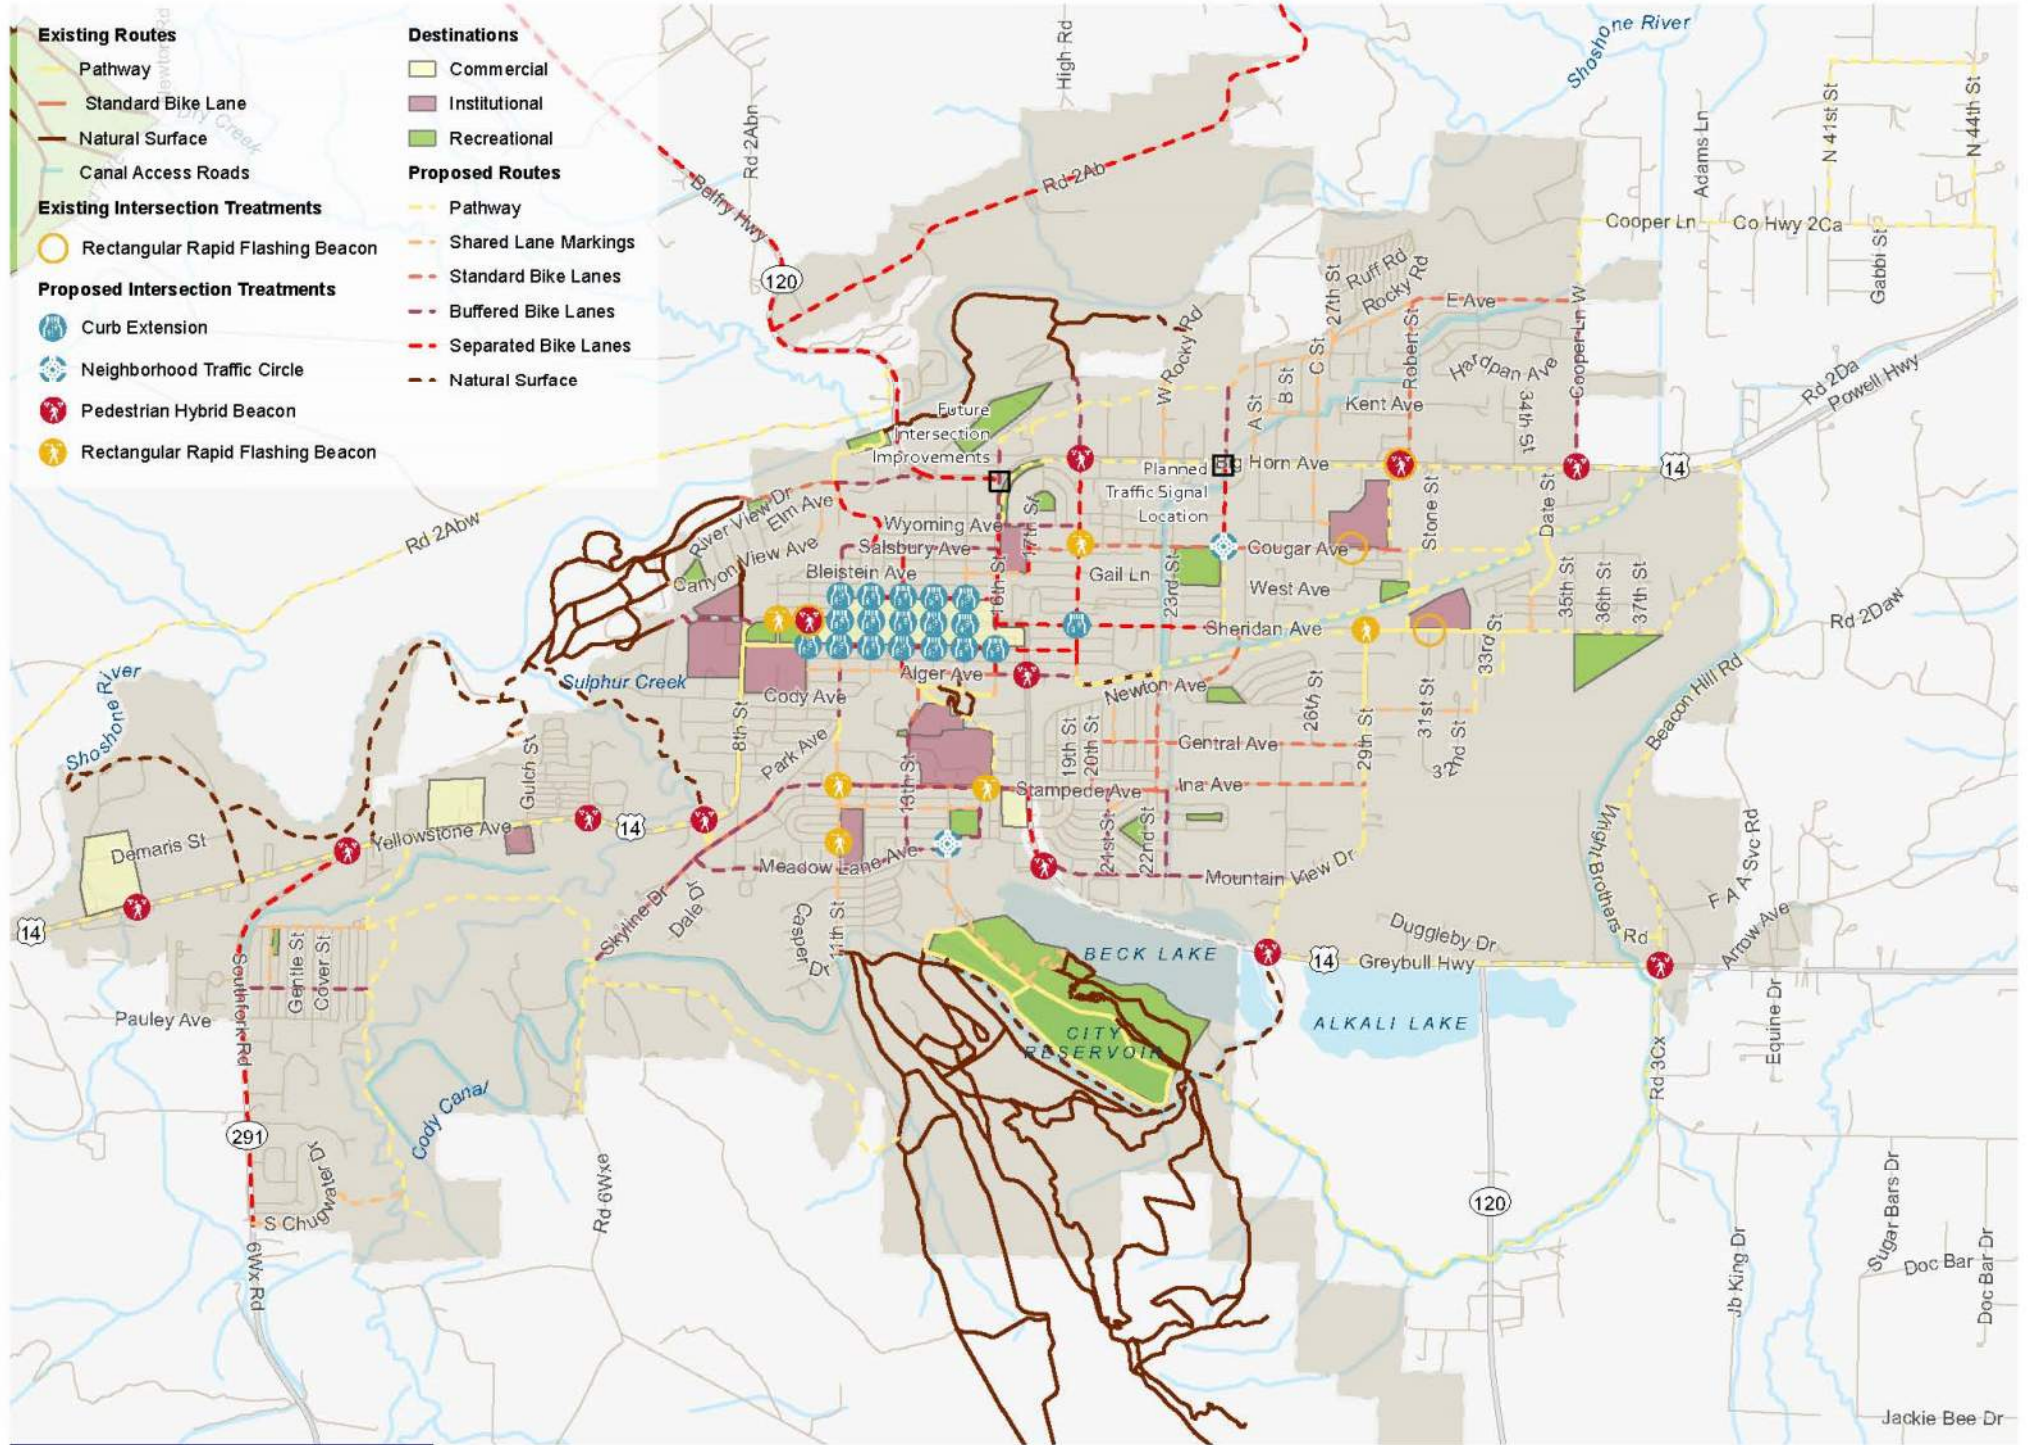 Existing Routes
Pathway
Standard Bike Lane
Natural Surface
Canal Access Roads
Existing Intersection Treatments
Rectangular Rapid Flashing Beacon
Proposed Intersection Treatments
Curb Extension
Neighborhood Traffic Circle
Pedestrian Hybrid Beacon
Rectangular Rapid Flashing Beacon
Destinations
Commercial
Institutional
Recreational
Proposed Routes
Pathway
Shared Lane Markings
Standard Bike Lanes
Buffered Bike Lanes
Separated Bike Lanes
Natural Surface
Shoshone River
High Rd
Rd 2Abn
Belfry Hwy
Rd 2Ab
120
Adams Ln
N 41st St
N 44th St
Cooper Ln
Co Hwy 2Ca
Gabbi St
27th St
Ruff Rd
Rocky Rd
E Ave
Cooper Ln W
Robert St
Hardpan Ave
C St
B St
A St
W Rocky Rd
Kent Ave
34th St
Rd 2Da
Powell Hwy
Future
Intersection
Improvements
Planned
Traffic Signal
Location
Big Horn Ave
14
Rd 2Abw
River View Dr
Elm Ave
Canyon View Ave
Wyoming Ave
17th St
Salsbury Ave
Bleistein Ave
16th St
Gail Ln
23rd St
Cougar Ave
West Ave
Stone St
Date St
35th St
36th St
37th St
Rd 2Daw
Sheridan Ave
33rd St
Alger Ave
Newton Ave
Cody Ave
Sulphur Creek
Shoshone River
8th St
Park Ave
13th St
19th St
20th St
Central Ave
26th St
29th St
31st St
32nd St
Beacon Hill Rd
Gulch St
Stampede Ave
Ina Ave
14
Yellowstone Ave
Demaris St
Meadow Lane Ave
21st St
22nd St
Mountain View Dr
Wright Brothers Rd
F A A Svc Rd
Arrow Ave
14
Skyline Dr
Dale Dr
Casper Dr
11th St
BECK LAKE
Duggleby Dr
14
Greybull Hwy
Southfork Rd
Gentle St
Cover St
Pauley Ave
CITY
RESERVOIR
ALKALI LAKE
Equine Dr
Rd 3Cx
Cody Canal
291
S Chugwater Dr
Rd 6Wxe
6Wx Rd
120
Jb King Dr
Sugar Bars Dr
Doc Bar
Doc Bar Dr
Jackie Bee Dr